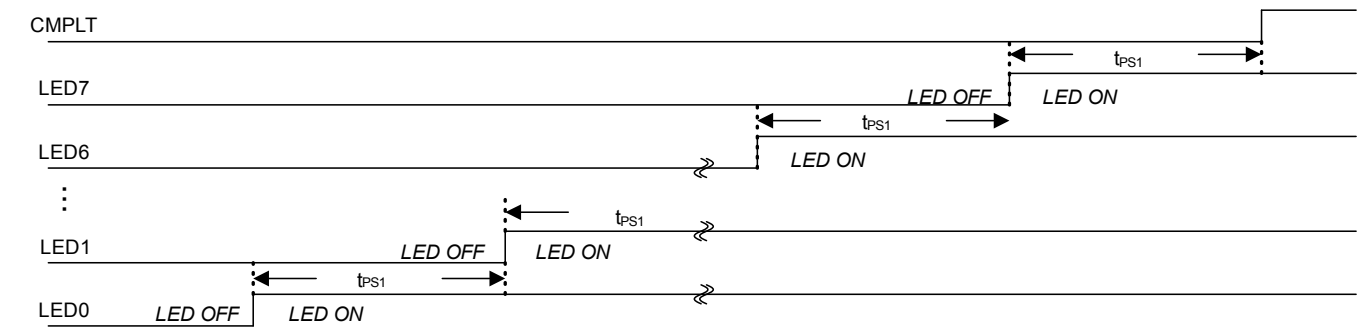 CMPLT
tPS1
LED7
LED OFF LED ON
tPS1
LED6
LED ON
⋮
tPS1
LED1
LED OFF LED ON
tPS1
LED0
LED OFF LED ON